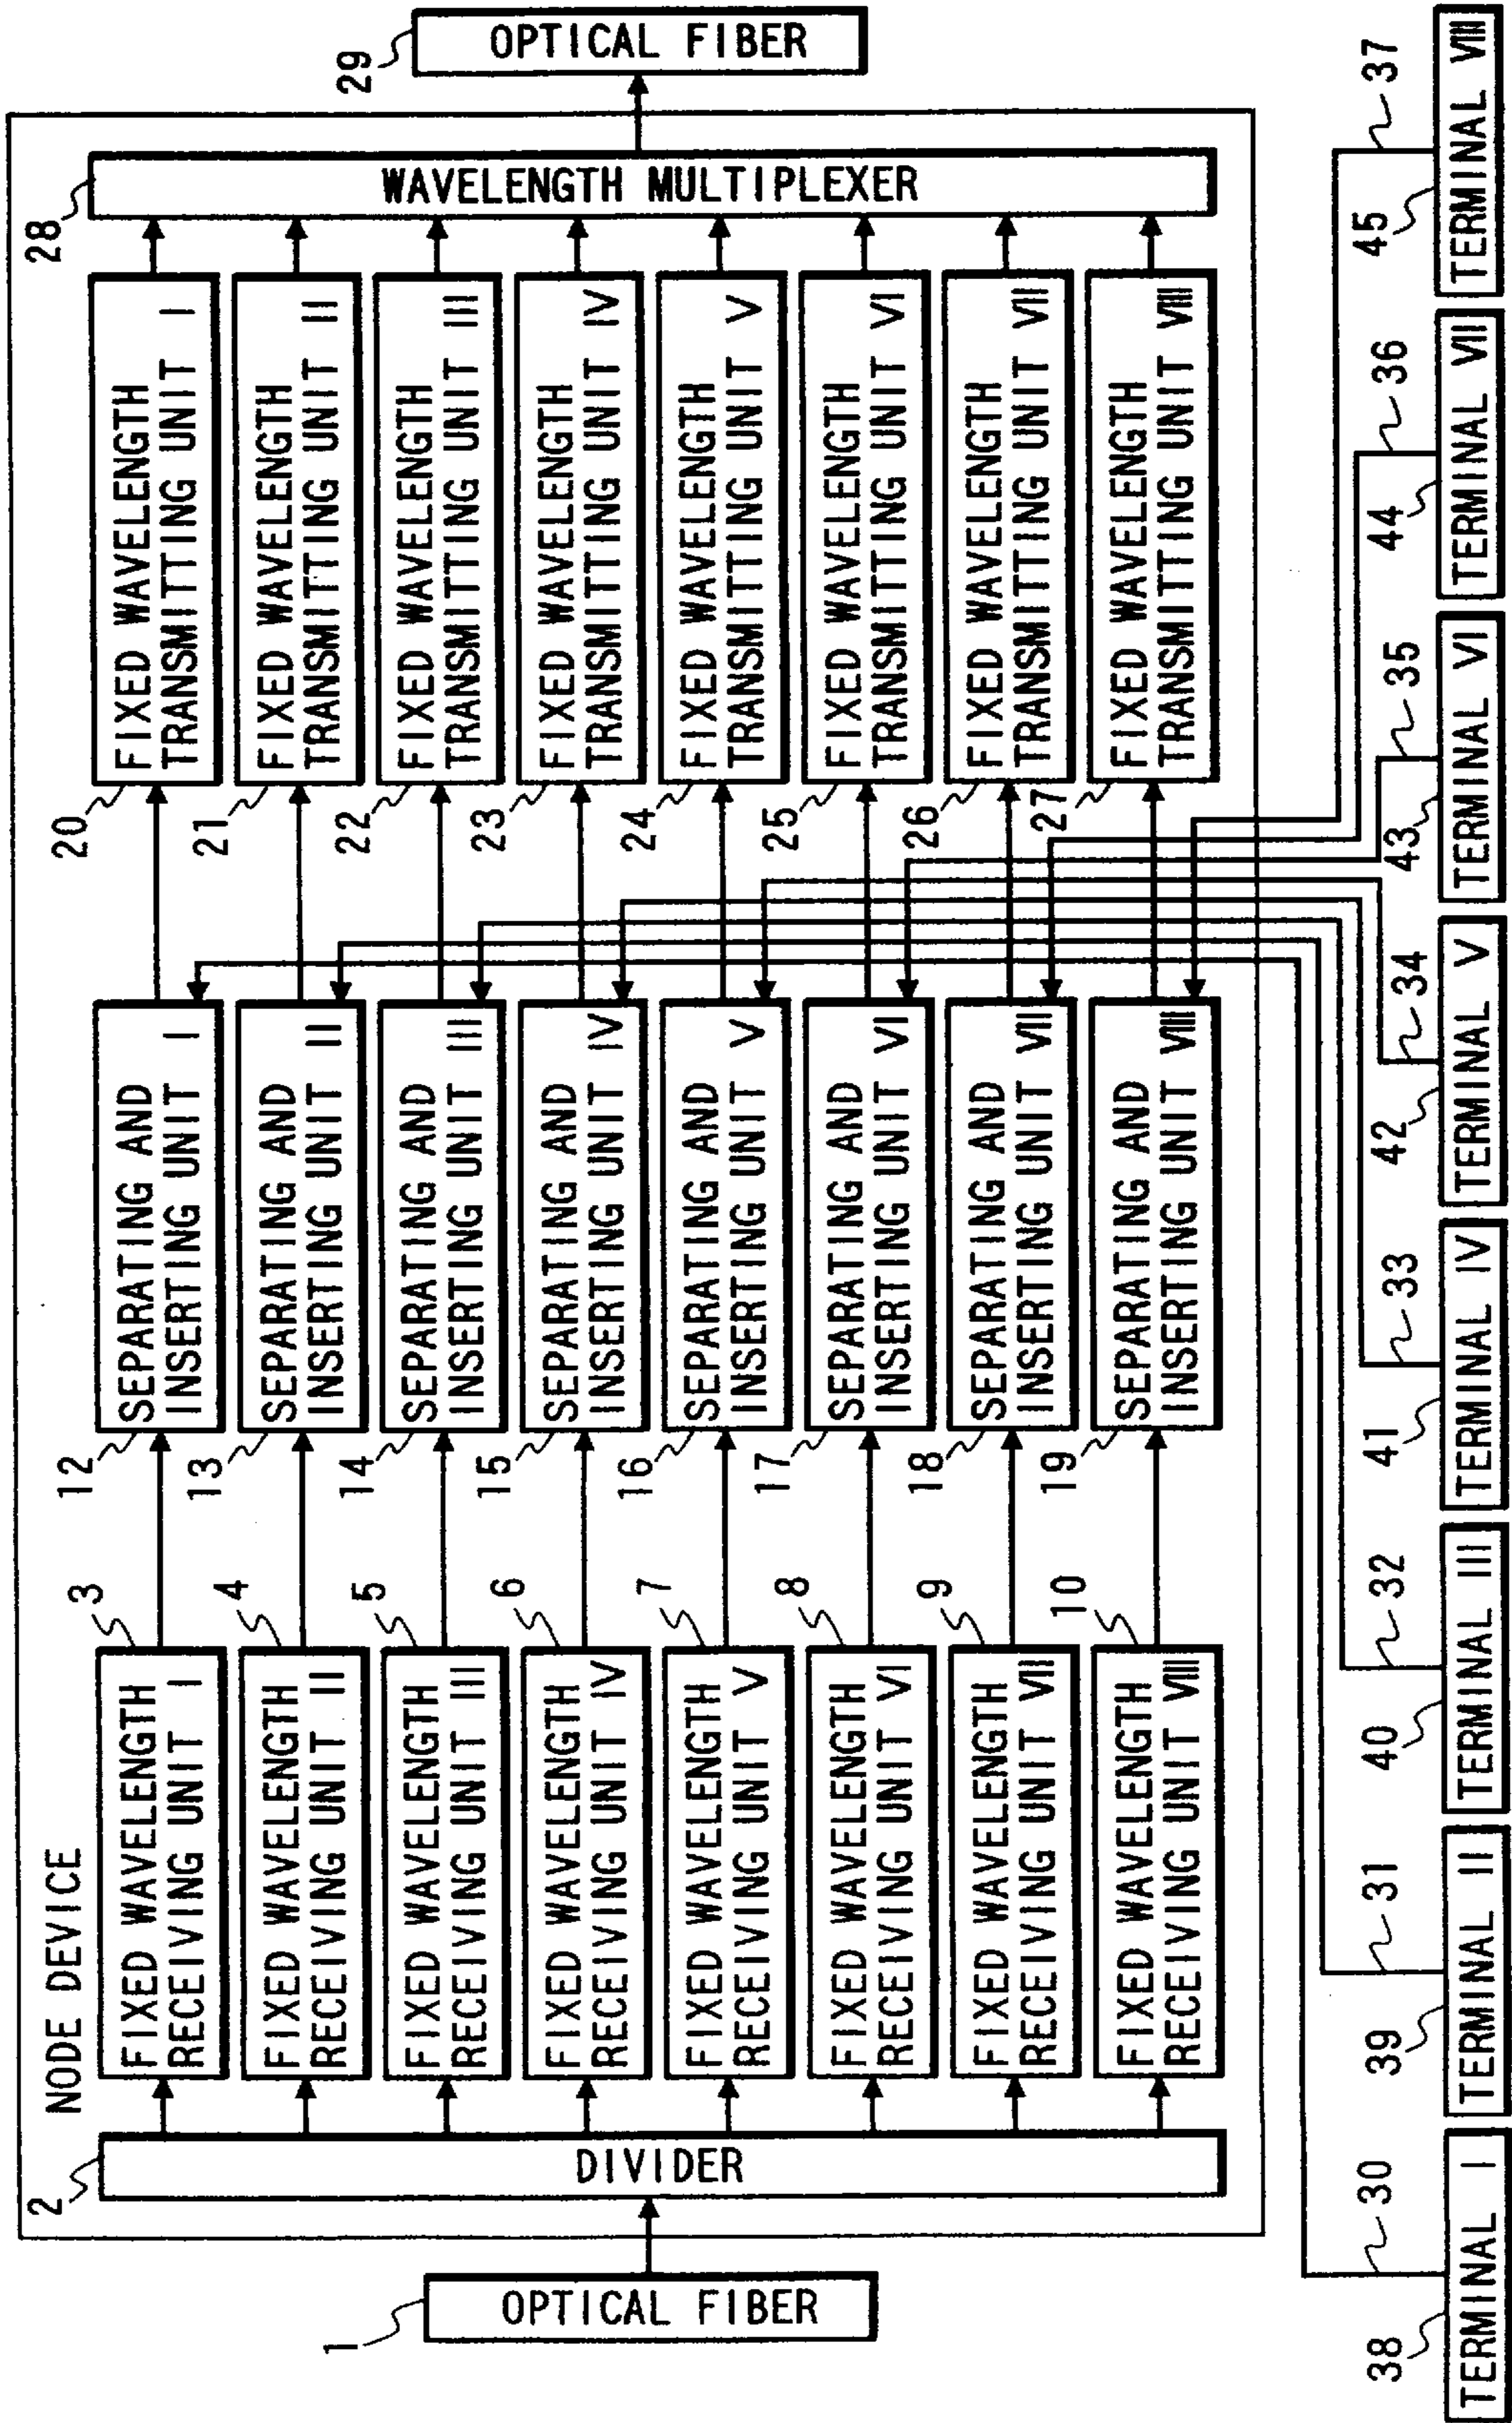 NODE DEVICE
1
OPTICAL FIBER
2
DIVIDER
3
FIXED WAVELENGTH
RECEIVING UNIT I
4
FIXED WAVELENGTH
RECEIVING UNIT II
5
FIXED WAVELENGTH
RECEIVING UNIT III
6
FIXED WAVELENGTH
RECEIVING UNIT IV
7
FIXED WAVELENGTH
RECEIVING UNIT V
8
FIXED WAVELENGTH
RECEIVING UNIT VI
9
FIXED WAVELENGTH
RECEIVING UNIT VII
10
FIXED WAVELENGTH
RECEIVING UNIT VIII
12
SEPARATING AND
INSERTING UNIT I
13
SEPARATING AND
INSERTING UNIT II
14
SEPARATING AND
INSERTING UNIT III
15
SEPARATING AND
INSERTING UNIT IV
16
SEPARATING AND
INSERTING UNIT V
17
SEPARATING AND
INSERTING UNIT VI
18
SEPARATING AND
INSERTING UNIT VII
19
SEPARATING AND
INSERTING UNIT VIII
20
FIXED WAVELENGTH
TRANSMITTING UNIT I
21
FIXED WAVELENGTH
TRANSMITTING UNIT II
22
FIXED WAVELENGTH
TRANSMITTING UNIT III
23
FIXED WAVELENGTH
TRANSMITTING UNIT IV
24
FIXED WAVELENGTH
TRANSMITTING UNIT V
25
FIXED WAVELENGTH
TRANSMITTING UNIT VI
26
FIXED WAVELENGTH
TRANSMITTING UNIT VII
27
FIXED WAVELENGTH
TRANSMITTING UNIT VIII
28
WAVELENGTH MULTIPLEXER
29
OPTICAL FIBER
30
31
32
33
34
35
36
37
38
TERMINAL I
39
TERMINAL II
40
TERMINAL III
41
TERMINAL IV
42
TERMINAL V
43
TERMINAL VI
44
TERMINAL VII
45
TERMINAL VIII